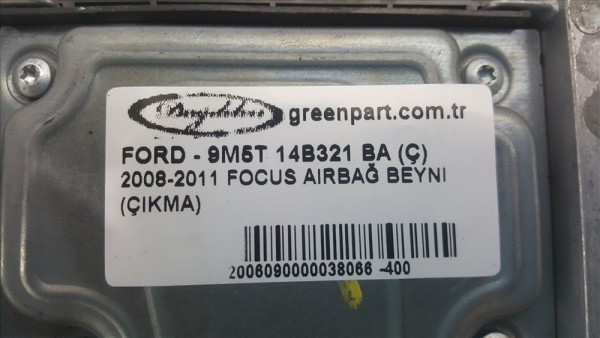 greenpart.com.tr
FORD - 9M5T 14B321 BA (Ç)
2008-2011 FOCUS AIRBAĞ BEYNİ
(ÇIKMA)
2006090000038066 -400